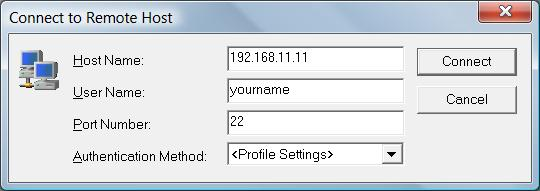 Connect to Remote Host
Host Name: 192.168.11.11 Connect
User Name: yourname Cancel
Port Number: 22
Authentication Method: <Profile Settings>